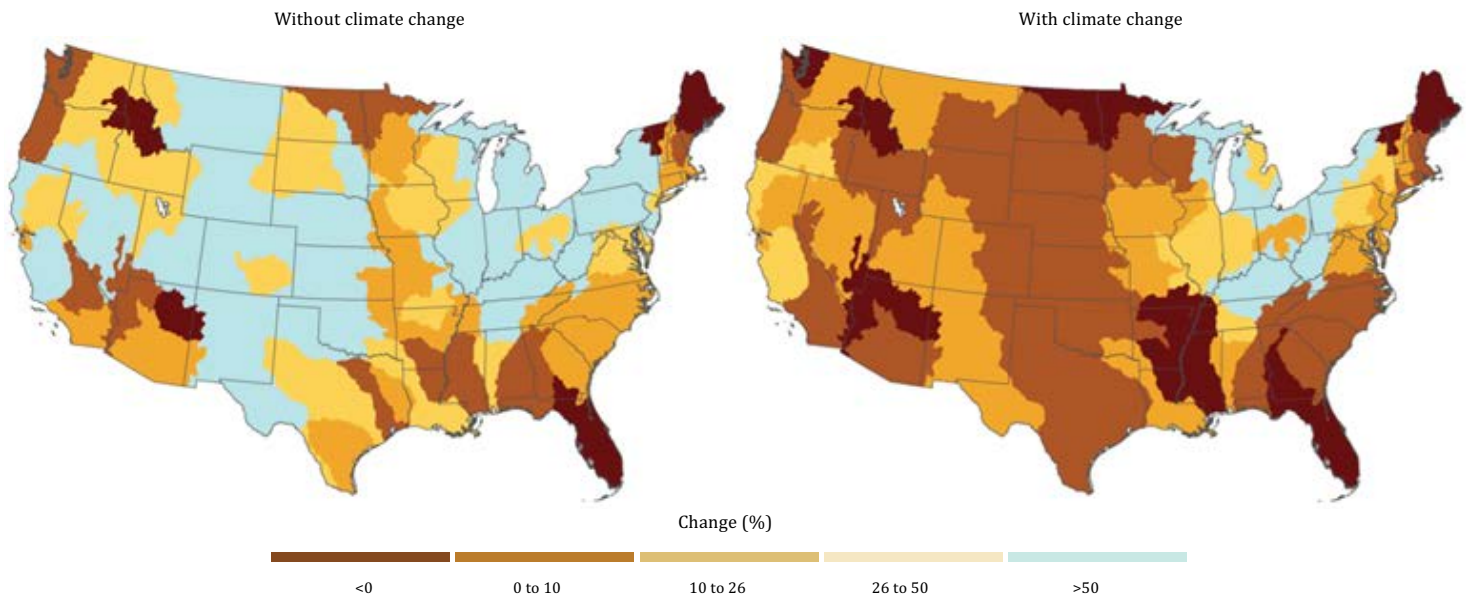 Without climate change
With climate change
Change (%)
<0
0 to 10
10 to 26
26 to 50
>50